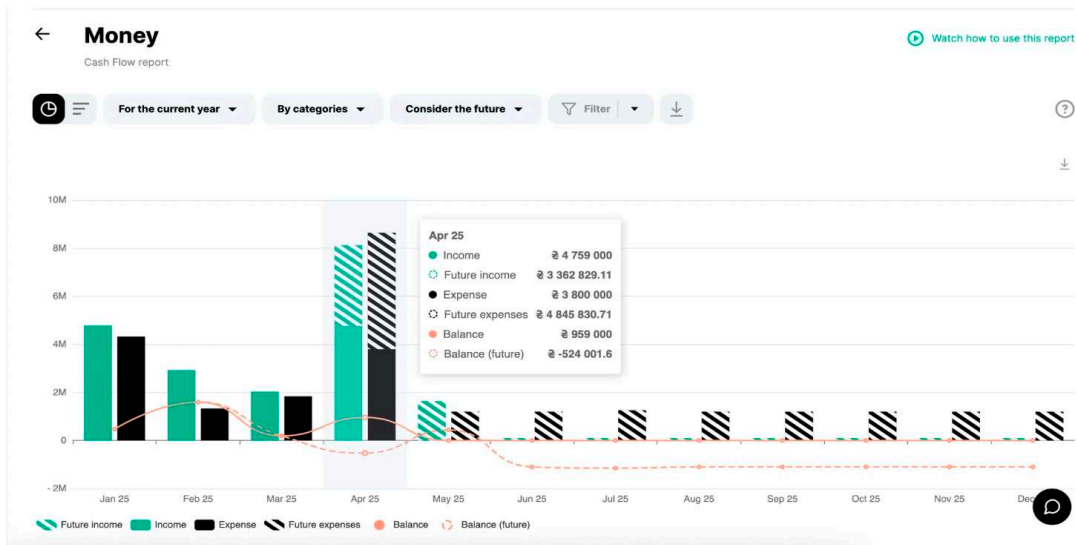 Money
Watch how to use this report
Cash Flow report
For the current year
By categories
Consider the future
Filter
?
10M
8M
6M
4M
2M
0
- 2M
Apr 25
Income ₴ 4 759 000
Future income ₴ 3 362 829.11
Expense ₴ 3 800 000
Future expenses ₴ 4 845 830.71
Balance ₴ 959 000
Balance (future) ₴ -524 001.6
Jan 25 Feb 25 Mar 25 Apr 25 May 25 Jun 25 Jul 25 Aug 25 Sep 25 Oct 25 Nov 25 Dec
Future income Income Expense Future expenses Balance Balance (future)